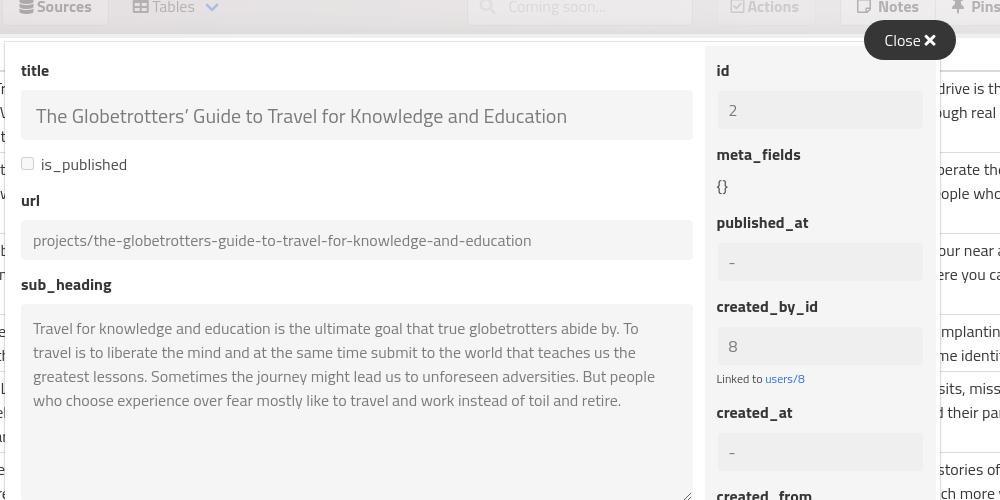 Sources
Tables
Coming soon...
Actions
Notes
Pins
Close
title
The Globetrotters’ Guide to Travel for Knowledge and Education
is_published
url
projects/the-globetrotters-guide-to-travel-for-knowledge-and-education
sub_heading
Travel for knowledge and education is the ultimate goal that true globetrotters abide by. To
travel is to liberate the mind and at the same time submit to the world that teaches us the
greatest lessons. Sometimes the journey might lead us to unforeseen adversities. But people
who choose experience over fear mostly like to travel and work instead of toil and retire.
id
2
meta_fields
{}
published_at
-
created_by_id
8
Linked to users/8
created_at
-
created_from
drive is th
ough real
perate the
ople who
our near a
ere you ca
mplantin
me identi
sits, miss
d their pa
stories of
ch more